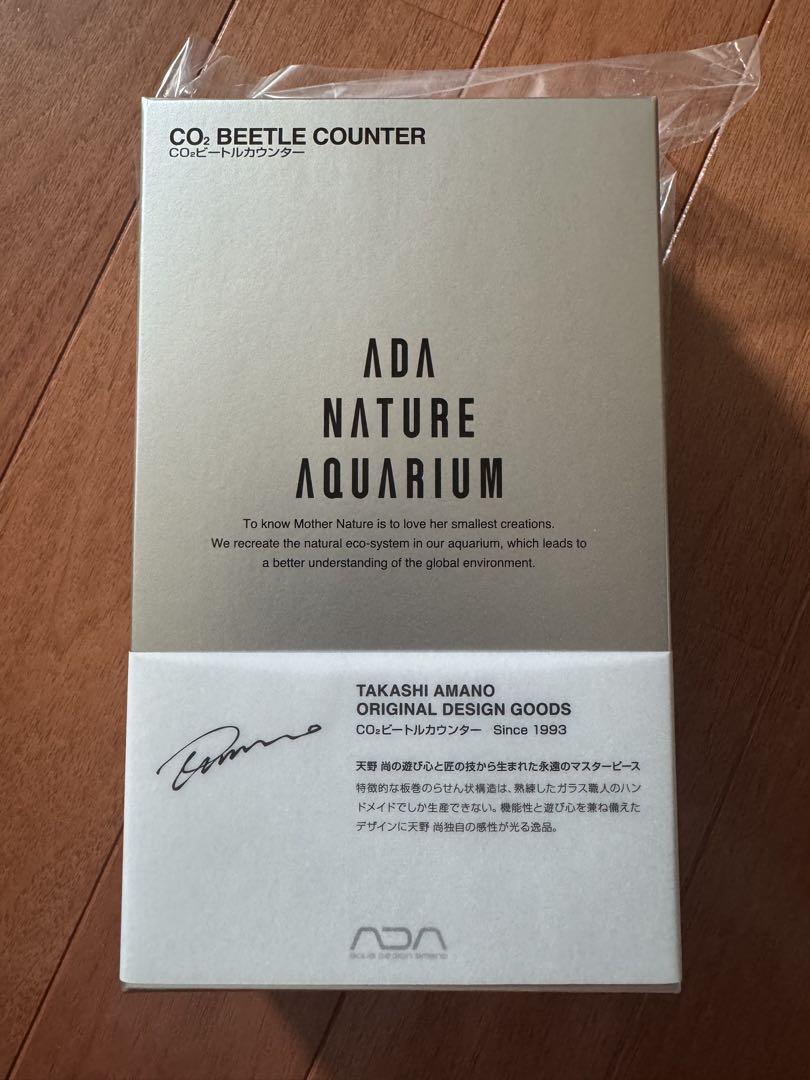 CO₂ BEETLE COUNTER
CO₂ビートルカウンター
ADA
NATURE
AQUARIUM
To know Mother Nature is to love her smallest creations.
We recreate the natural eco-system in our aquarium, which leads to
a better understanding of the global environment.
TAKASHI AMANO
ORIGINAL DESIGN GOODS
CO₂ビートルカウンター Since 1993
天野 尚の遊び心と匠の技から生まれた永遠のマスターピース
特徴的な板巻のらせん状構造は、熟練したガラス職人のハン
ドメイドでしか生産できない。機能性と遊び心を兼ね備えた
デザインに天野 尚独自の感性が光る逸品。
Amano
ADA
aqua design amano